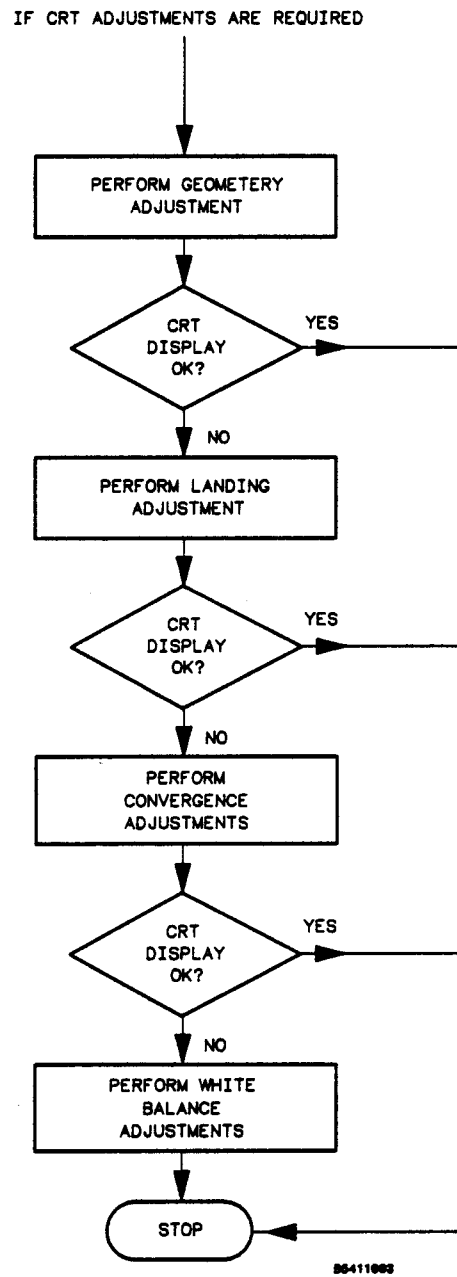 IF CRT ADJUSTMENTS ARE REQUIRED
PERFORM GEOMETERY
ADJUSTMENT
CRT
DISPLAY
OK?
YES
NO
PERFORM LANDING
ADJUSTMENT
CRT
DISPLAY
OK?
YES
NO
PERFORM
CONVERGENCE
ADJUSTMENTS
CRT
DISPLAY
OK?
YES
NO
PERFORM WHITE
BALANCE
ADJUSTMENTS
STOP